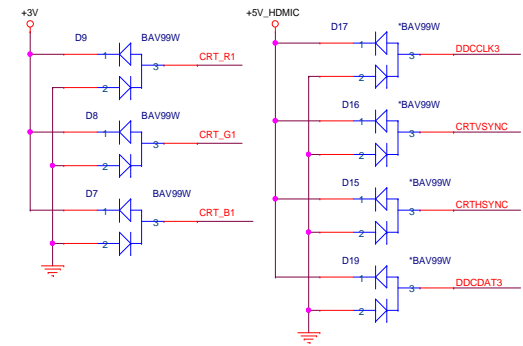 +3V
D9 BAV99W
1
3 CRT_R1
2
D8 BAV99W
1
3 CRT_G1
2
D7 BAV99W
1
3 CRT_B1
2
+5V_HDMIC
D17 *BAV99W
1
3 DDCCLK3
2
D16 *BAV99W
1
3 CRTVSYNC
2
D15 *BAV99W
1
3 CRTHSYNC
2
D19 *BAV99W
1
3 DDCDAT3
2